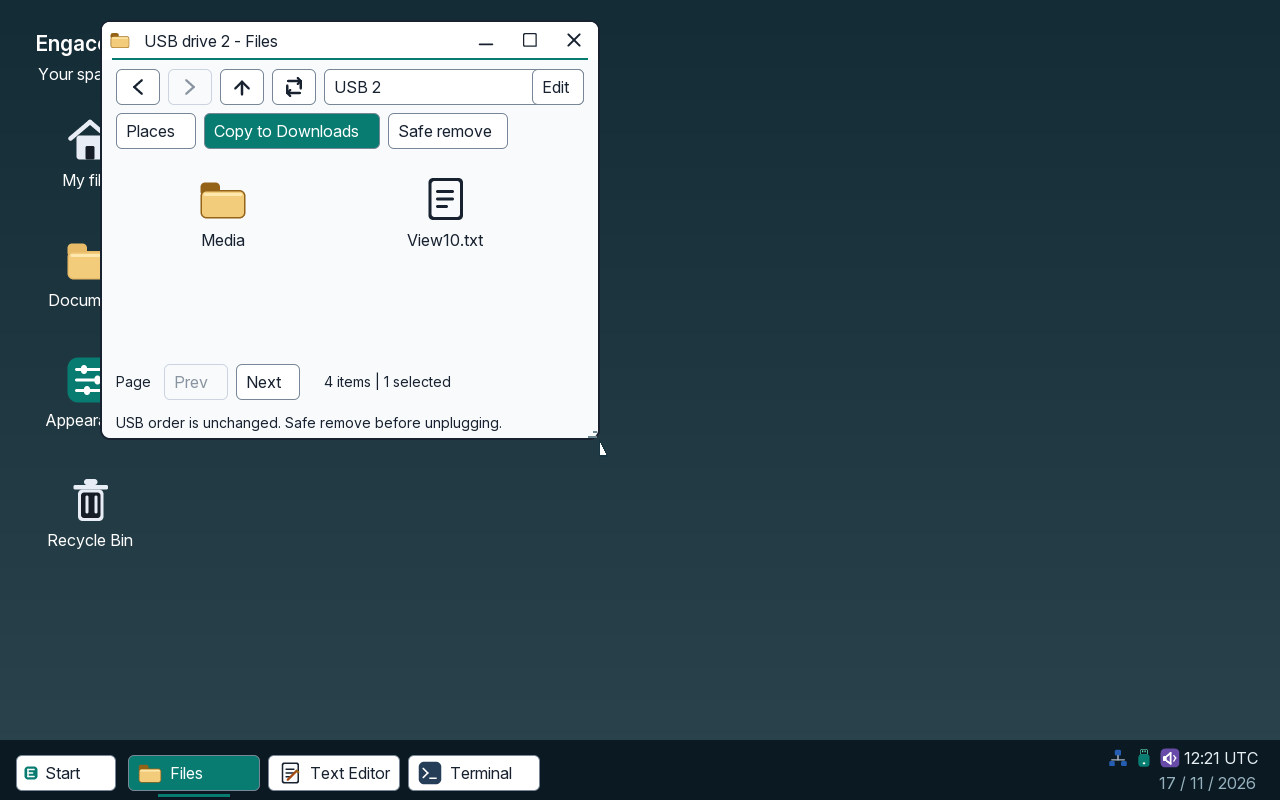 USB drive 2 - Files
USB 2
Edit
Places
Copy to Downloads
Safe remove
Media
View10.txt
Page
Prev
Next
4 items | 1 selected
USB order is unchanged. Safe remove before unplugging.
Recycle Bin
Start
Files
Text Editor
Terminal
12:21 UTC
17 / 11 / 2026